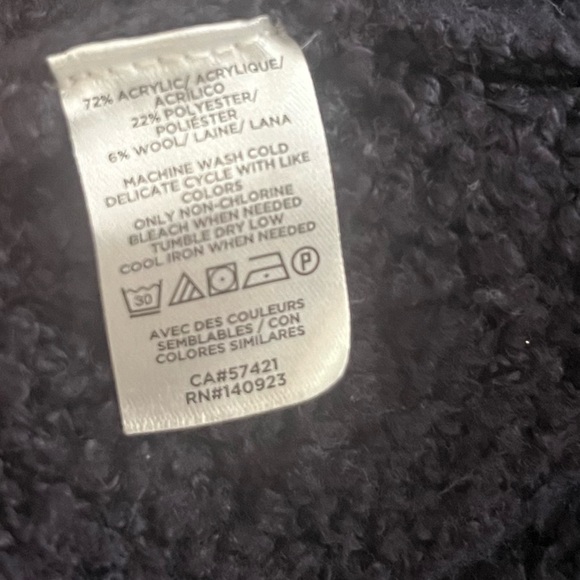 72% ACRYLIC/ ACRYLIQUE/
ACRÍLICO
22% POLYESTER/
POLIÉSTER
6% WOOL/ LAINE/ LANA
MACHINE WASH COLD
DELICATE CYCLE WITH LIKE
COLORS
ONLY NON-CHLORINE
BLEACH WHEN NEEDED
TUMBLE DRY LOW
COOL IRON WHEN NEEDED
30 P
AVEC DES COULEURS
SEMBLABLES / CON
COLORES SIMILARES
CA#57421
RN#140923